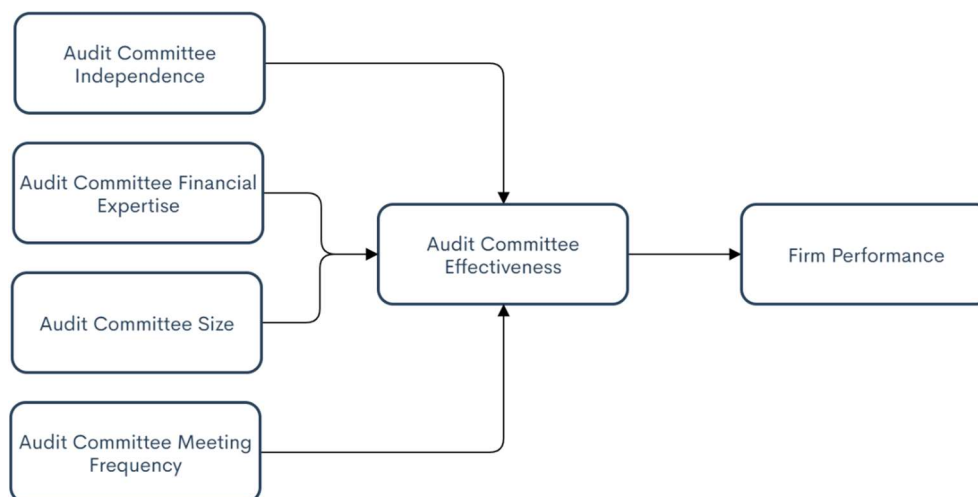 Audit Committee
Independence
Audit Committee Financial
Expertise
Audit Committee Size
Audit Committee Meeting
Frequency
Audit Committee
Effectiveness
Firm Performance